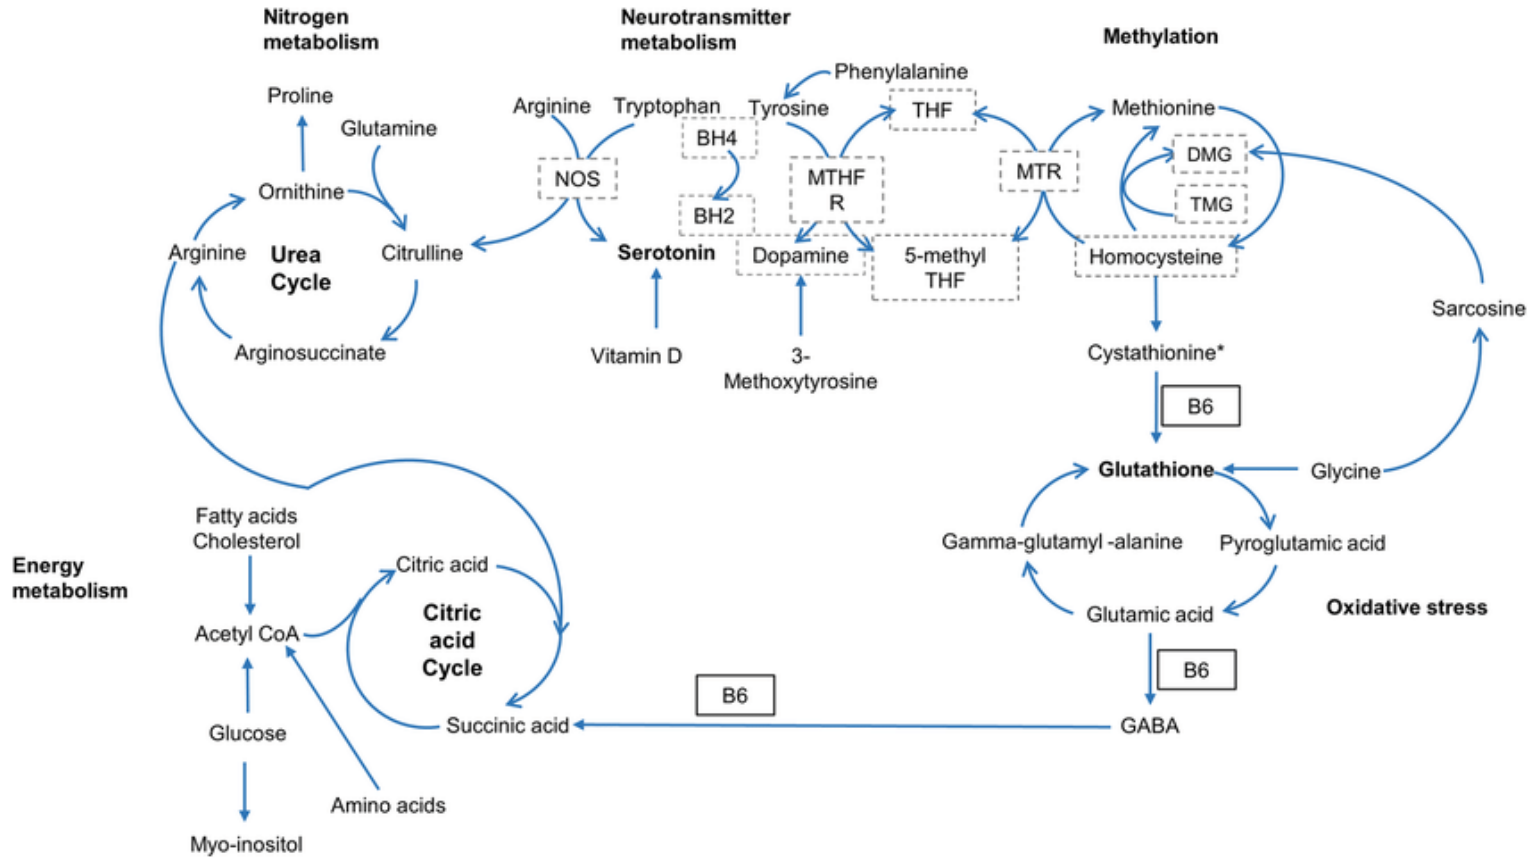 Nitrogen
metabolism
Neurotransmitter
metabolism
Methylation
Proline
Glutamine
Ornithine
Arginine
Urea
Cycle
Citrulline
Arginosuccinate
Arginine
Tryptophan
NOS
BH4
BH2
Serotonin
Vitamin D
Phenylalanine
Tyrosine
THF
MTHF
R
Dopamine
5-methyl
THF
3-
Methoxytyrosine
MTR
Methionine
DMG
TMG
Homocysteine
Sarcosine
Cystathionine*
B6
Glutathione
Glycine
Gamma-glutamyl -alanine
Pyroglutamic acid
Glutamic acid
Oxidative stress
B6
GABA
B6
Energy
metabolism
Fatty acids
Cholesterol
Acetyl CoA
Citric acid
Citric
acid
Cycle
Succinic acid
Glucose
Amino acids
Myo-inositol